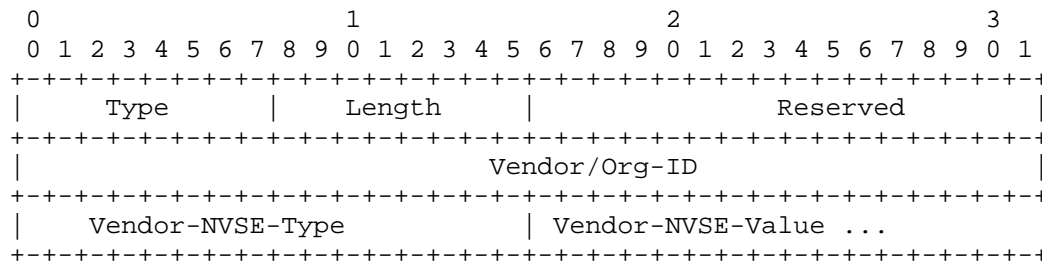 0                   1                   2                   3
 0 1 2 3 4 5 6 7 8 9 0 1 2 3 4 5 6 7 8 9 0 1 2 3 4 5 6 7 8 9 0 1
+-+-+-+-+-+-+-+-+-+-+-+-+-+-+-+-+-+-+-+-+-+-+-+-+-+-+-+-+-+-+-+-+
|     Type      |    Length     |               Reserved        |
+-+-+-+-+-+-+-+-+-+-+-+-+-+-+-+-+-+-+-+-+-+-+-+-+-+-+-+-+-+-+-+-+
|                             Vendor/Org-ID                     |
+-+-+-+-+-+-+-+-+-+-+-+-+-+-+-+-+-+-+-+-+-+-+-+-+-+-+-+-+-+-+-+-+
|    Vendor-NVSE-Type           | Vendor-NVSE-Value ...
+-+-+-+-+-+-+-+-+-+-+-+-+-+-+-+-+-+-+-+-+-+-+-+-+-+-+-+-+-+-+-+-+